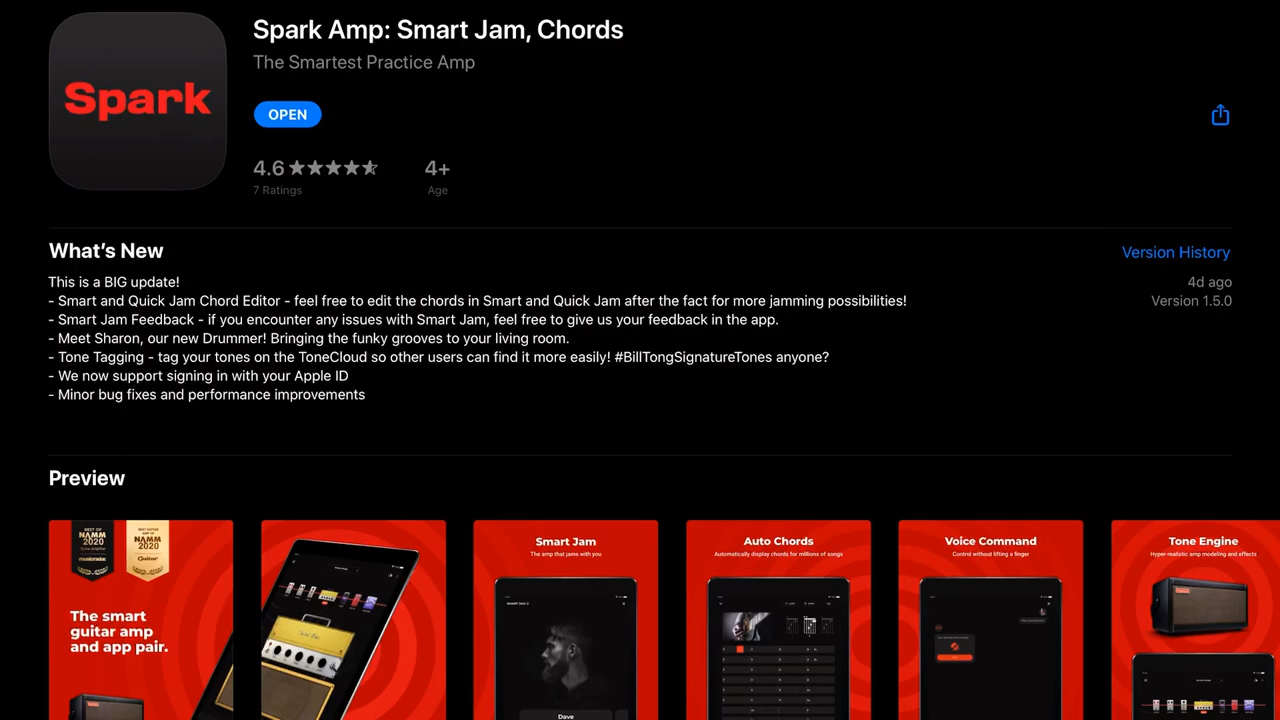 Spark
Spark Amp: Smart Jam, Chords
The Smartest Practice Amp
OPEN
4.6
7 Ratings
4+
Age
What's New
Version History
This is a BIG update!
4d ago
- Smart and Quick Jam Chord Editor - feel free to edit the chords in Smart and Quick Jam after the fact for more jamming possibilities!
Version 1.5.0
- Smart Jam Feedback - if you encounter any issues with Smart Jam, feel free to give us your feedback in the app.
- Meet Sharon, our new Drummer! Bringing the funky grooves to your living room.
- Tone Tagging - tag your tones on the ToneCloud so other users can find it more easily! #BillTongSignatureTones anyone?
- We now support signing in with your Apple ID
- Minor bug fixes and performance improvements
Preview
BEST OF
NAMM
2020
musicradar
BEST GUITAR
AMP OF
NAMM
2020
The smart
guitar amp
and app pair.
Smart Jam
The amp that jams with you
Dave
Auto Chords
Automatically display chords for millions of songs
Voice Command
Control without lifting a finger
Tone Engine
Hyper-realistic amp modeling and effects